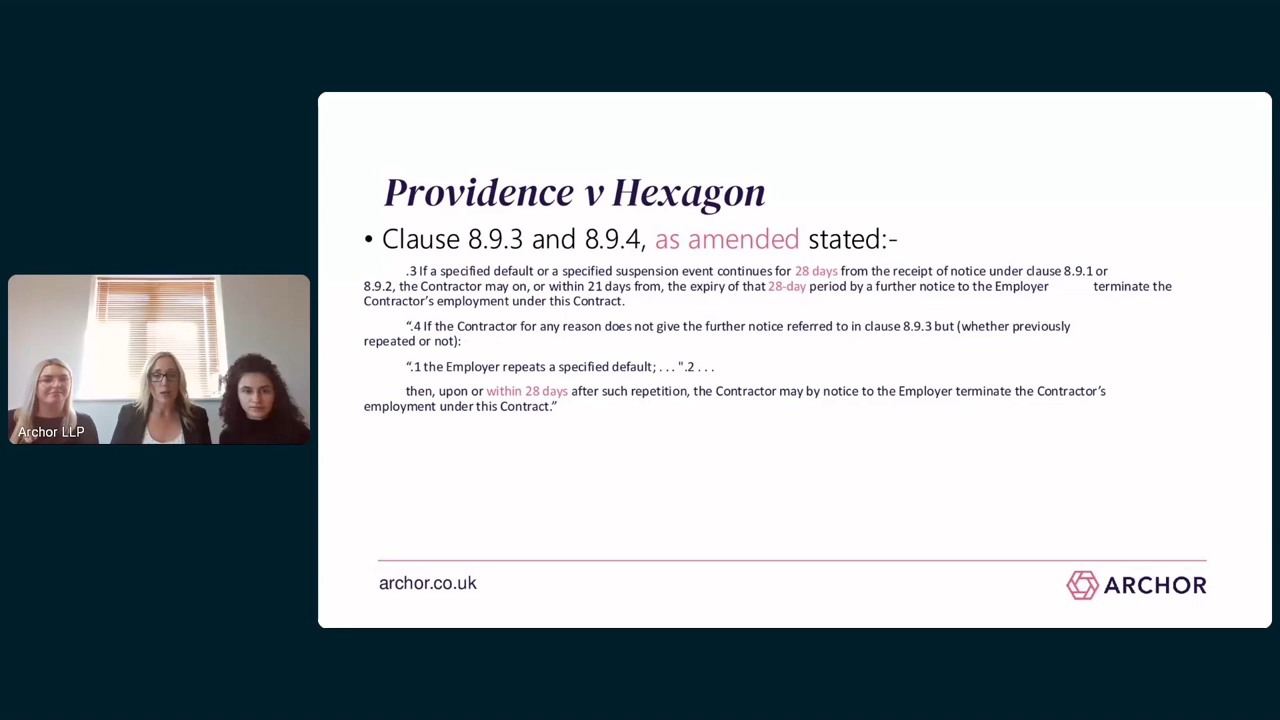 Providence v Hexagon
• Clause 8.9.3 and 8.9.4, as amended stated:-
.3 If a specified default or a specified suspension event continues for 28 days from the receipt of notice under clause 8.9.1 or
8.9.2, the Contractor may on, or within 21 days from, the expiry of that 28-day period by a further notice to the Employer terminate the
Contractor’s employment under this Contract.
“.4 If the Contractor for any reason does not give the further notice referred to in clause 8.9.3 but (whether previously
repeated or not):
“.1 the Employer repeats a specified default; . . . ".2 . . .
then, upon or within 28 days after such repetition, the Contractor may by notice to the Employer terminate the Contractor’s
employment under this Contract.”
Archor LLP
archor.co.uk
ARCHOR